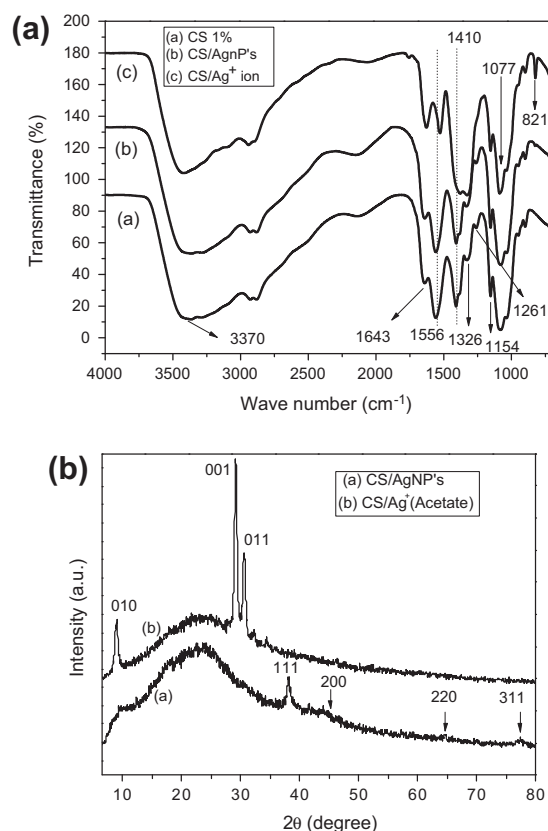 (a)
(a) CS 1%
(b) CS/AgnP's
(c) CS/Ag+ ion
1410
1077
821
(c)
(b)
(a)
3370
1643
1556
1326
1154
1261
180
160
140
120
100
80
60
40
20
0
Transmittance (%)
4000 3500 3000 2500 2000 1500 1000
Wave number (cm-1)
(b)
(a) CS/AgNP's
(b) CS/Ag+(Acetate)
001
011
010
(b)
111
200
220
311
(a)
Intensity (a.u.)
10 20 30 40 50 60 70 80
2θ (degree)